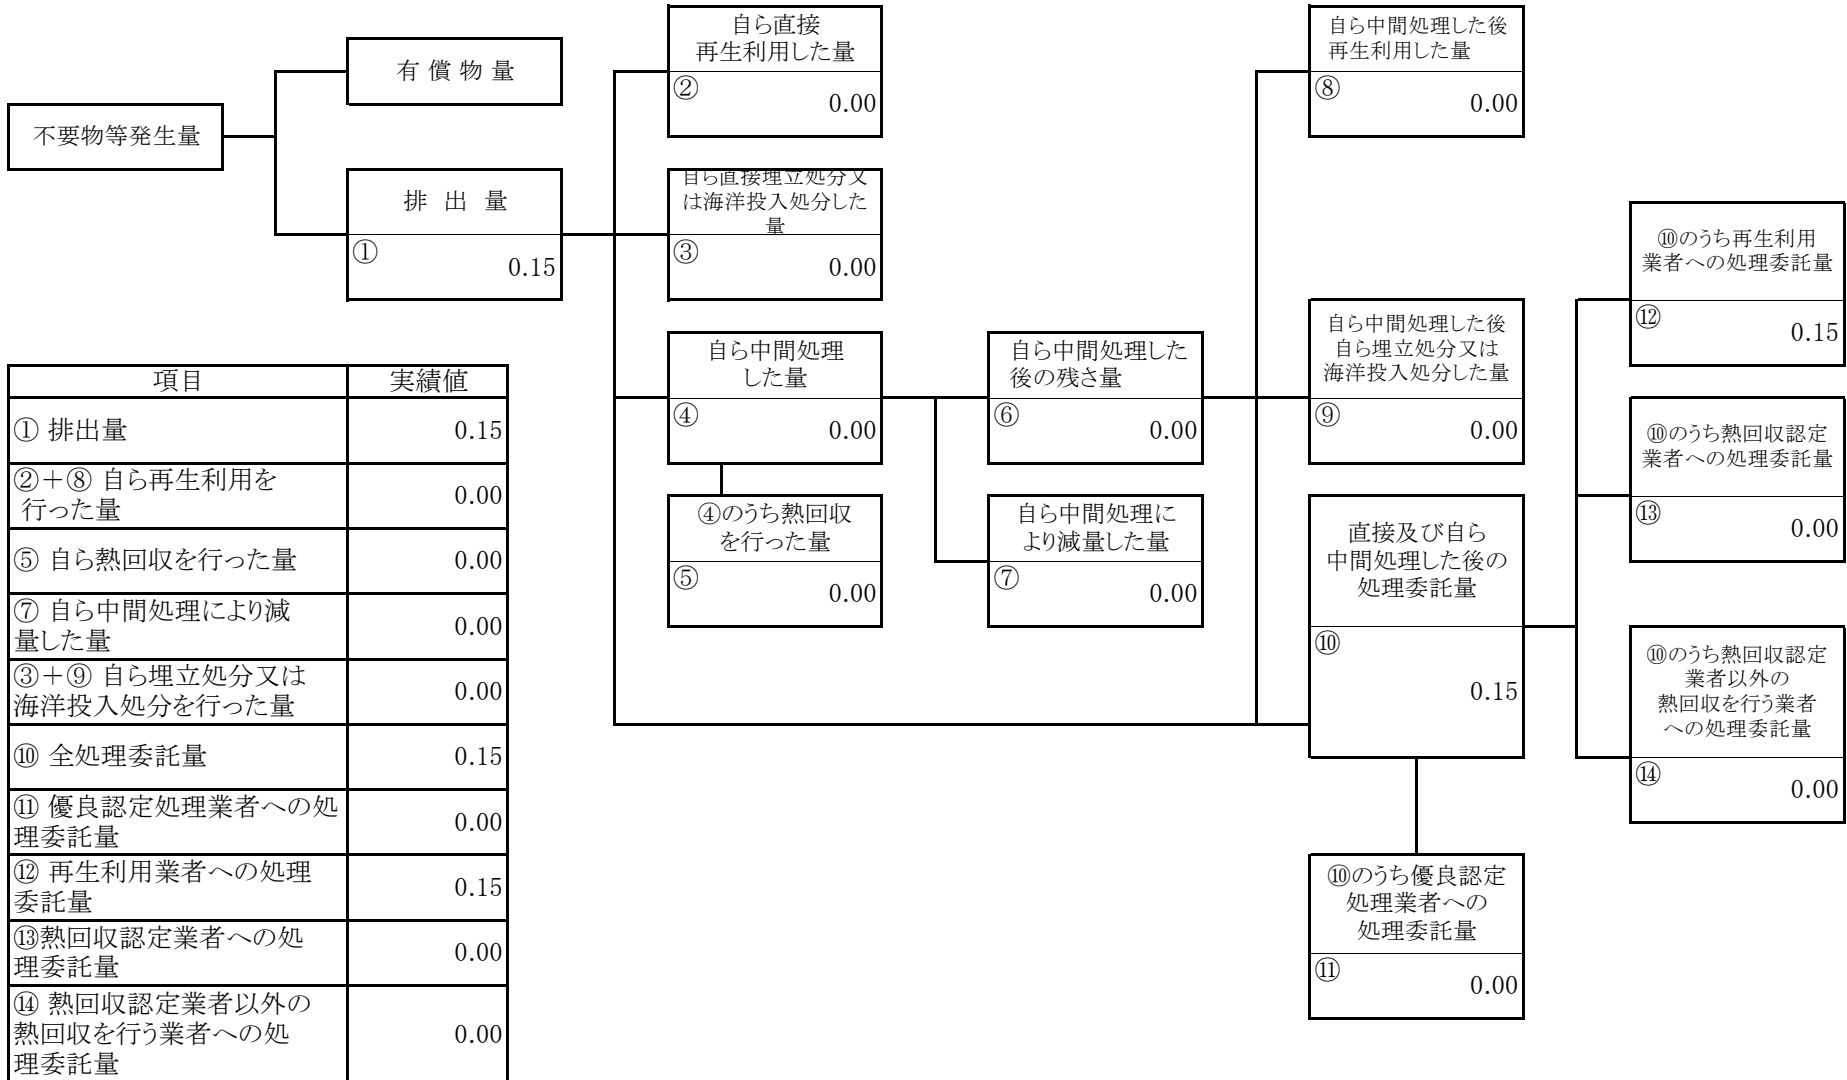 不要物等発生量
有 償 物 量
排 出 量
①
0.15
自ら直接
再生利用した量
②
0.00
自ら直接埋立処分又
は海洋投入処分した
量
③
0.00
自ら中間処理
した量
④
0.00
④のうち熱回収
を行った量
⑤
0.00
自ら中間処理した
後の残さ量
⑥
0.00
自ら中間処理に
より減量した量
⑦
0.00
自ら中間処理した後
再生利用した量
⑧
0.00
自ら中間処理した後
自ら埋立処分又は
海洋投入処分した量
⑨
0.00
直接及び自ら
中間処理した後の
処理委託量
⑩
0.15
⑩のうち優良認定
処理業者への
処理委託量
⑪
0.00
⑩のうち再生利用
業者への処理委託量
⑫
0.15
⑩のうち熱回収認定
業者への処理委託量
⑬
0.00
⑩のうち熱回収認定
業者以外の
熱回収を行う業者
への処理委託量
⑭
0.00
項目 実績値
① 排出量 0.15
②＋⑧ 自ら再生利用を
行った量 0.00
⑤ 自ら熱回収を行った量 0.00
⑦ 自ら中間処理により減
量した量 0.00
③＋⑨ 自ら埋立処分又は
海洋投入処分を行った量 0.00
⑩ 全処理委託量 0.15
⑪ 優良認定処理業者への処
理委託量 0.00
⑫ 再生利用業者への処理
委託量 0.15
⑬熱回収認定業者への処
理委託量 0.00
⑭ 熱回収認定業者以外の
熱回収を行う業者への処
理委託量 0.00